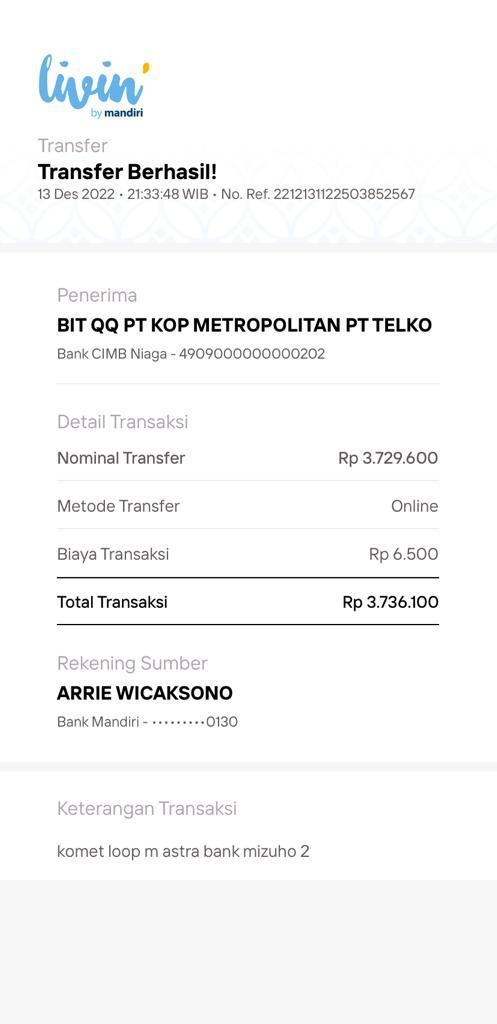 livin'
by mandiri
Transfer
Transfer Berhasil!
13 Des 2022 • 21:33:48 WIB • No. Ref. 2212131122503852567
Penerima
BIT QQ PT KOP METROPOLITAN PT TELKO
Bank CIMB Niaga - 4909000000000202
Detail Transaksi
Nominal Transfer Rp 3.729.600
Metode Transfer Online
Biaya Transaksi Rp 6.500
Total Transaksi Rp 3.736.100
Rekening Sumber
ARRIE WICAKSONO
Bank Mandiri - •••••••••0130
Keterangan Transaksi
komet loop m astra bank mizuho 2